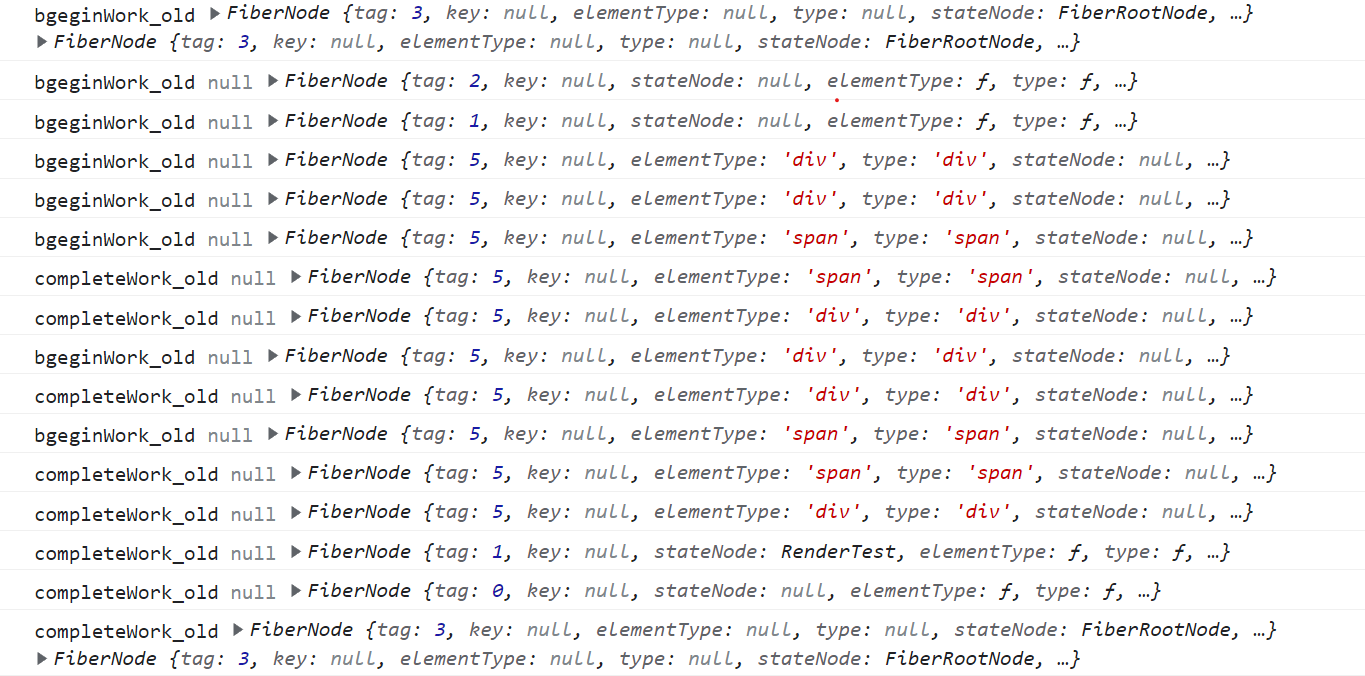 bgeginWork_old ▶FiberNode {tag: 3, key: null, elementType: null, type: null, stateNode: FiberRootNode, …}
▶FiberNode {tag: 3, key: null, elementType: null, type: null, stateNode: FiberRootNode, …}
bgeginWork_old null ▶FiberNode {tag: 2, key: null, stateNode: null, elementType: ƒ, type: ƒ, …}
bgeginWork_old null ▶FiberNode {tag: 1, key: null, stateNode: null, elementType: ƒ, type: ƒ, …}
bgeginWork_old null ▶FiberNode {tag: 5, key: null, elementType: 'div', type: 'div', stateNode: null, …}
bgeginWork_old null ▶FiberNode {tag: 5, key: null, elementType: 'div', type: 'div', stateNode: null, …}
bgeginWork_old null ▶FiberNode {tag: 5, key: null, elementType: 'span', type: 'span', stateNode: null, …}
completeWork_old null ▶FiberNode {tag: 5, key: null, elementType: 'span', type: 'span', stateNode: null, …}
completeWork_old null ▶FiberNode {tag: 5, key: null, elementType: 'div', type: 'div', stateNode: null, …}
bgeginWork_old null ▶FiberNode {tag: 5, key: null, elementType: 'div', type: 'div', stateNode: null, …}
completeWork_old null ▶FiberNode {tag: 5, key: null, elementType: 'div', type: 'div', stateNode: null, …}
bgeginWork_old null ▶FiberNode {tag: 5, key: null, elementType: 'span', type: 'span', stateNode: null, …}
completeWork_old null ▶FiberNode {tag: 5, key: null, elementType: 'span', type: 'span', stateNode: null, …}
completeWork_old null ▶FiberNode {tag: 5, key: null, elementType: 'div', type: 'div', stateNode: null, …}
completeWork_old null ▶FiberNode {tag: 1, key: null, stateNode: RenderTest, elementType: ƒ, type: ƒ, …}
completeWork_old null ▶FiberNode {tag: 0, key: null, stateNode: null, elementType: ƒ, type: ƒ, …}
completeWork_old ▶FiberNode {tag: 3, key: null, elementType: null, type: null, stateNode: FiberRootNode, …}
▶FiberNode {tag: 3, key: null, elementType: null, type: null, stateNode: FiberRootNode, …}